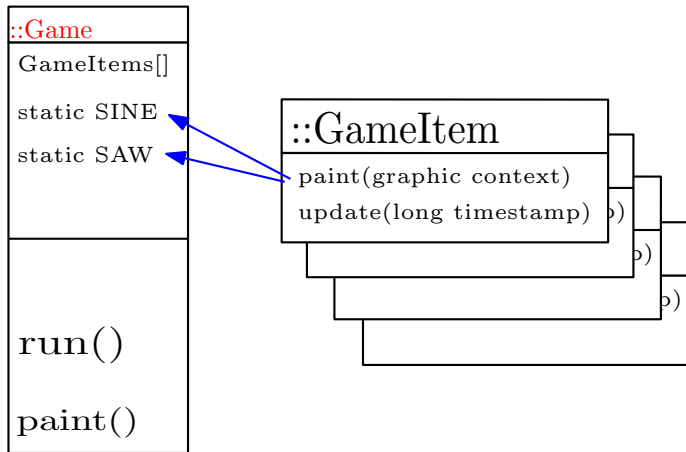 ::Game
GameItems[]
static SINE
static SAW
run()
paint()
::GameItem
paint(graphic context)
update(long timestamp)
p)
p)
p)